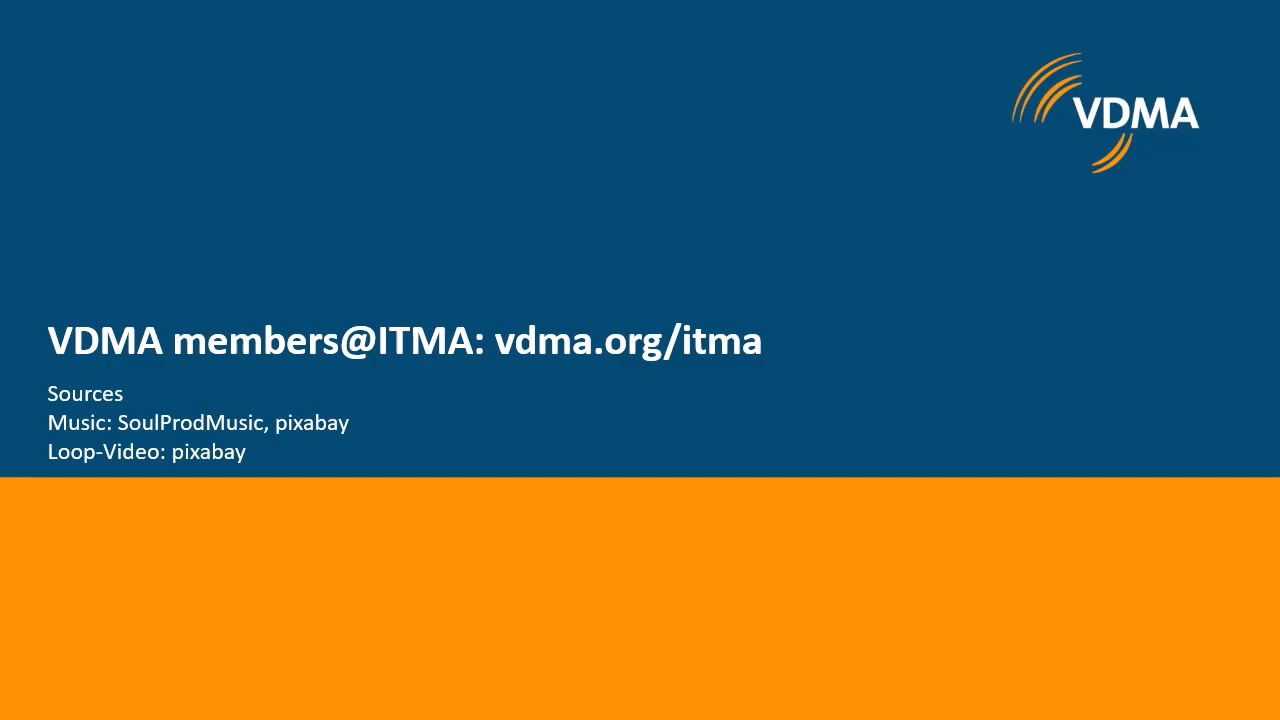 VDMA
VDMA members@ITMA: vdma.org/itma
Sources
Music: SoulProdMusic, pixabay
Loop-Video: pixabay